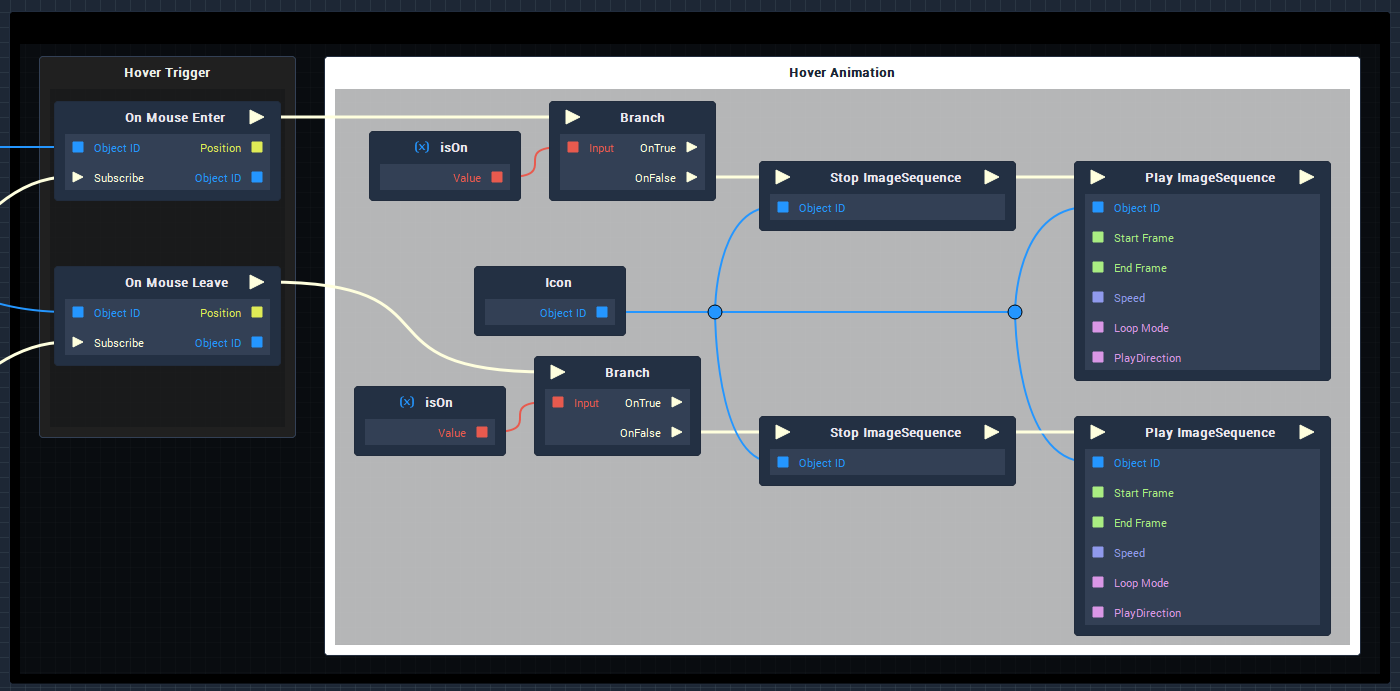 Hover Trigger
On Mouse Enter
Object ID Position
Subscribe Object ID
On Mouse Leave
Object ID Position
Subscribe Object ID
Hover Animation
Branch
Input OnTrue
OnFalse
(x) isOn
Value
Icon
Object ID
Branch
Input OnTrue
OnFalse
(x) isOn
Value
Stop ImageSequence
Object ID
Play ImageSequence
Object ID
Start Frame
End Frame
Speed
Loop Mode
PlayDirection
Stop ImageSequence
Object ID
Play ImageSequence
Object ID
Start Frame
End Frame
Speed
Loop Mode
PlayDirection